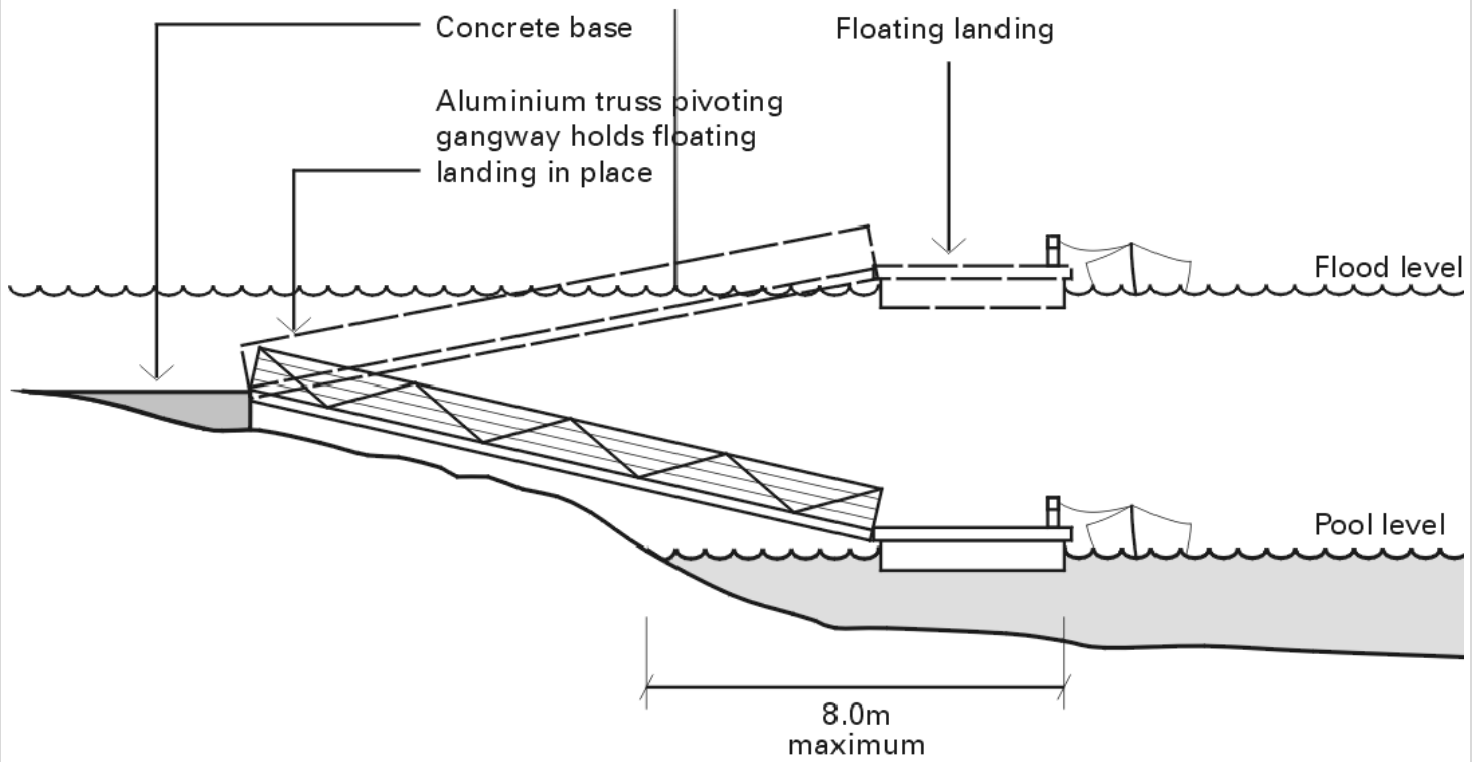 Concrete base
Floating landing
Aluminium truss pivoting
gangway holds floating
landing in place
Flood level
Pool level
8.0m
maximum